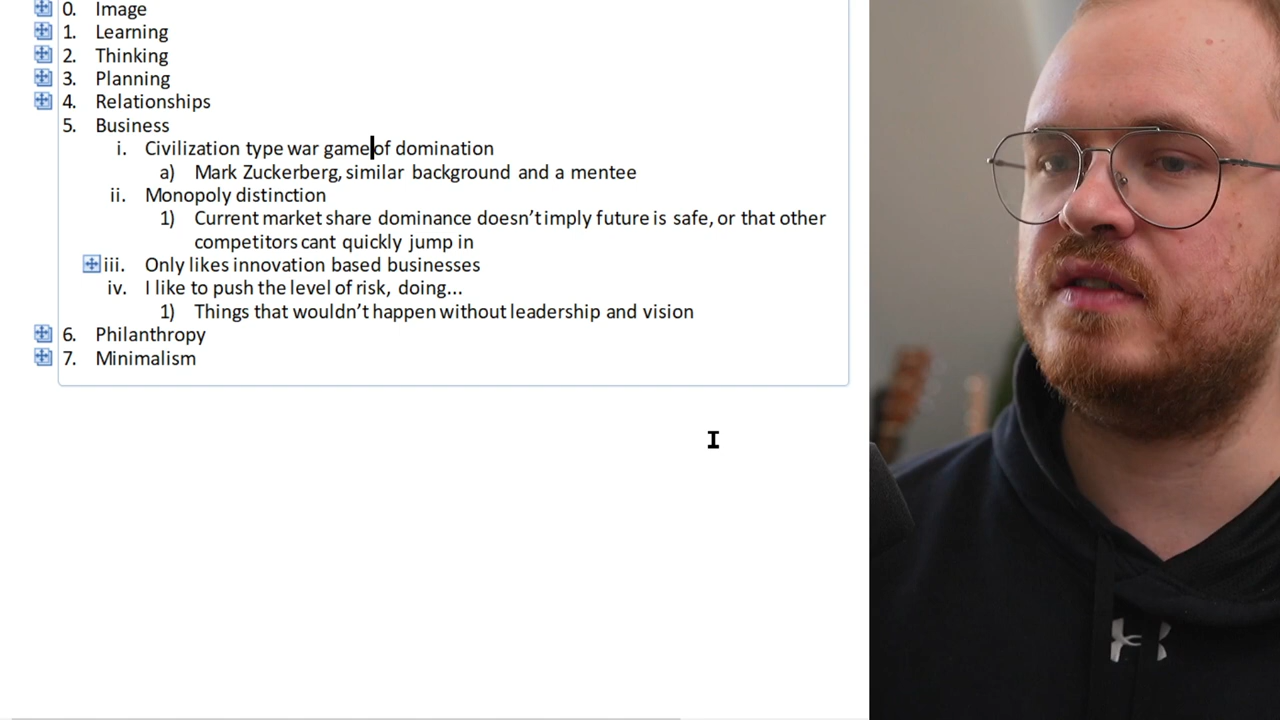 0. Image
1. Learning
2. Thinking
3. Planning
4. Relationships
5. Business
i. Civilization type war game of domination
a) Mark Zuckerberg, similar background and a mentee
ii. Monopoly distinction
1) Current market share dominance doesn't imply future is safe, or that other
competitors cant quickly jump in
iii. Only likes innovation based businesses
iv. I like to push the level of risk, doing...
1) Things that wouldn't happen without leadership and vision
6. Philanthropy
7. Minimalism